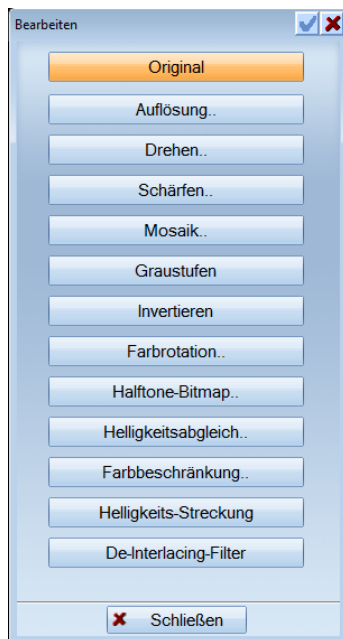 Bearbeiten
Original
Auflösung..
Drehen..
Schärfen..
Mosaik..
Graustufen
Invertieren
Farbrotation..
Halftone-Bitmap..
Helligkeitsabgleich..
Farbbeschränkung..
Helligkeits-Streckung
De-Interlacing-Filter
Schließen